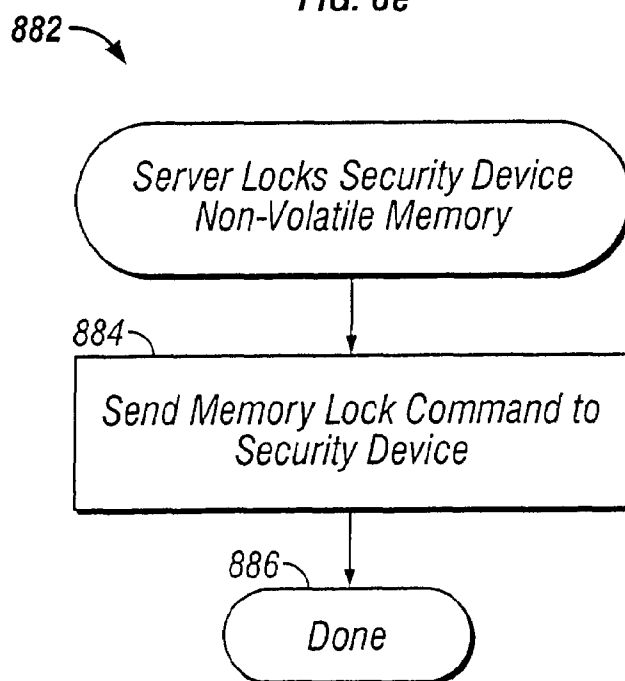 882
Server Locks Security Device
Non-Volatile Memory
884
Send Memory Lock Command to
Security Device
886
Done